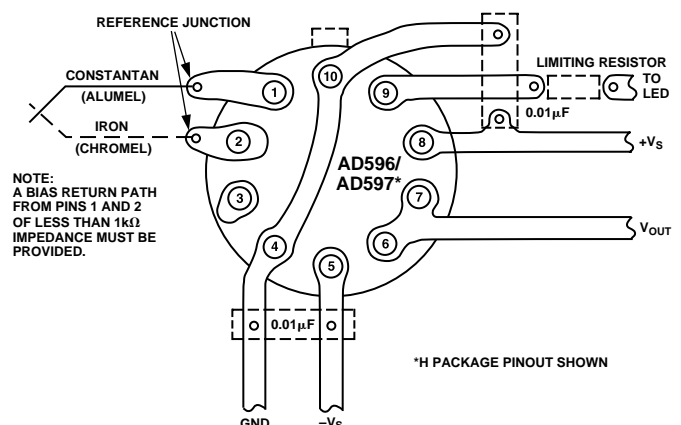 REFERENCE JUNCTION
CONSTANTAN
(ALUMEL)
IRON
(CHROMEL)
NOTE:
A BIAS RETURN PATH
FROM PINS 1 AND 2
OF LESS THAN 1kΩ
IMPEDANCE MUST BE
PROVIDED.
1
2
3
4
5
6
7
8
9
10
AD596/
AD597*
LIMITING RESISTOR
TO
LED
0.01μF
+VS
VOUT
0.01μF
*H PACKAGE PINOUT SHOWN
GND
–VS